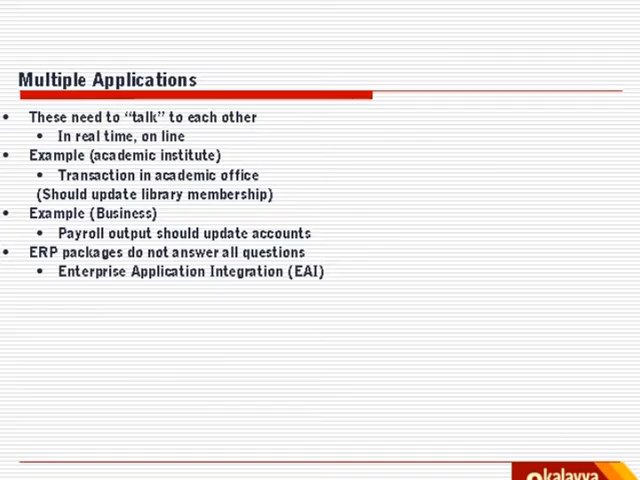 Multiple Applications
• These need to “talk” to each other
• In real time, on line
• Example (academic institute)
• Transaction in academic office
(Should update library membership)
• Example (Business)
• Payroll output should update accounts
• ERP packages do not answer all questions
• Enterprise Application Integration (EAI)